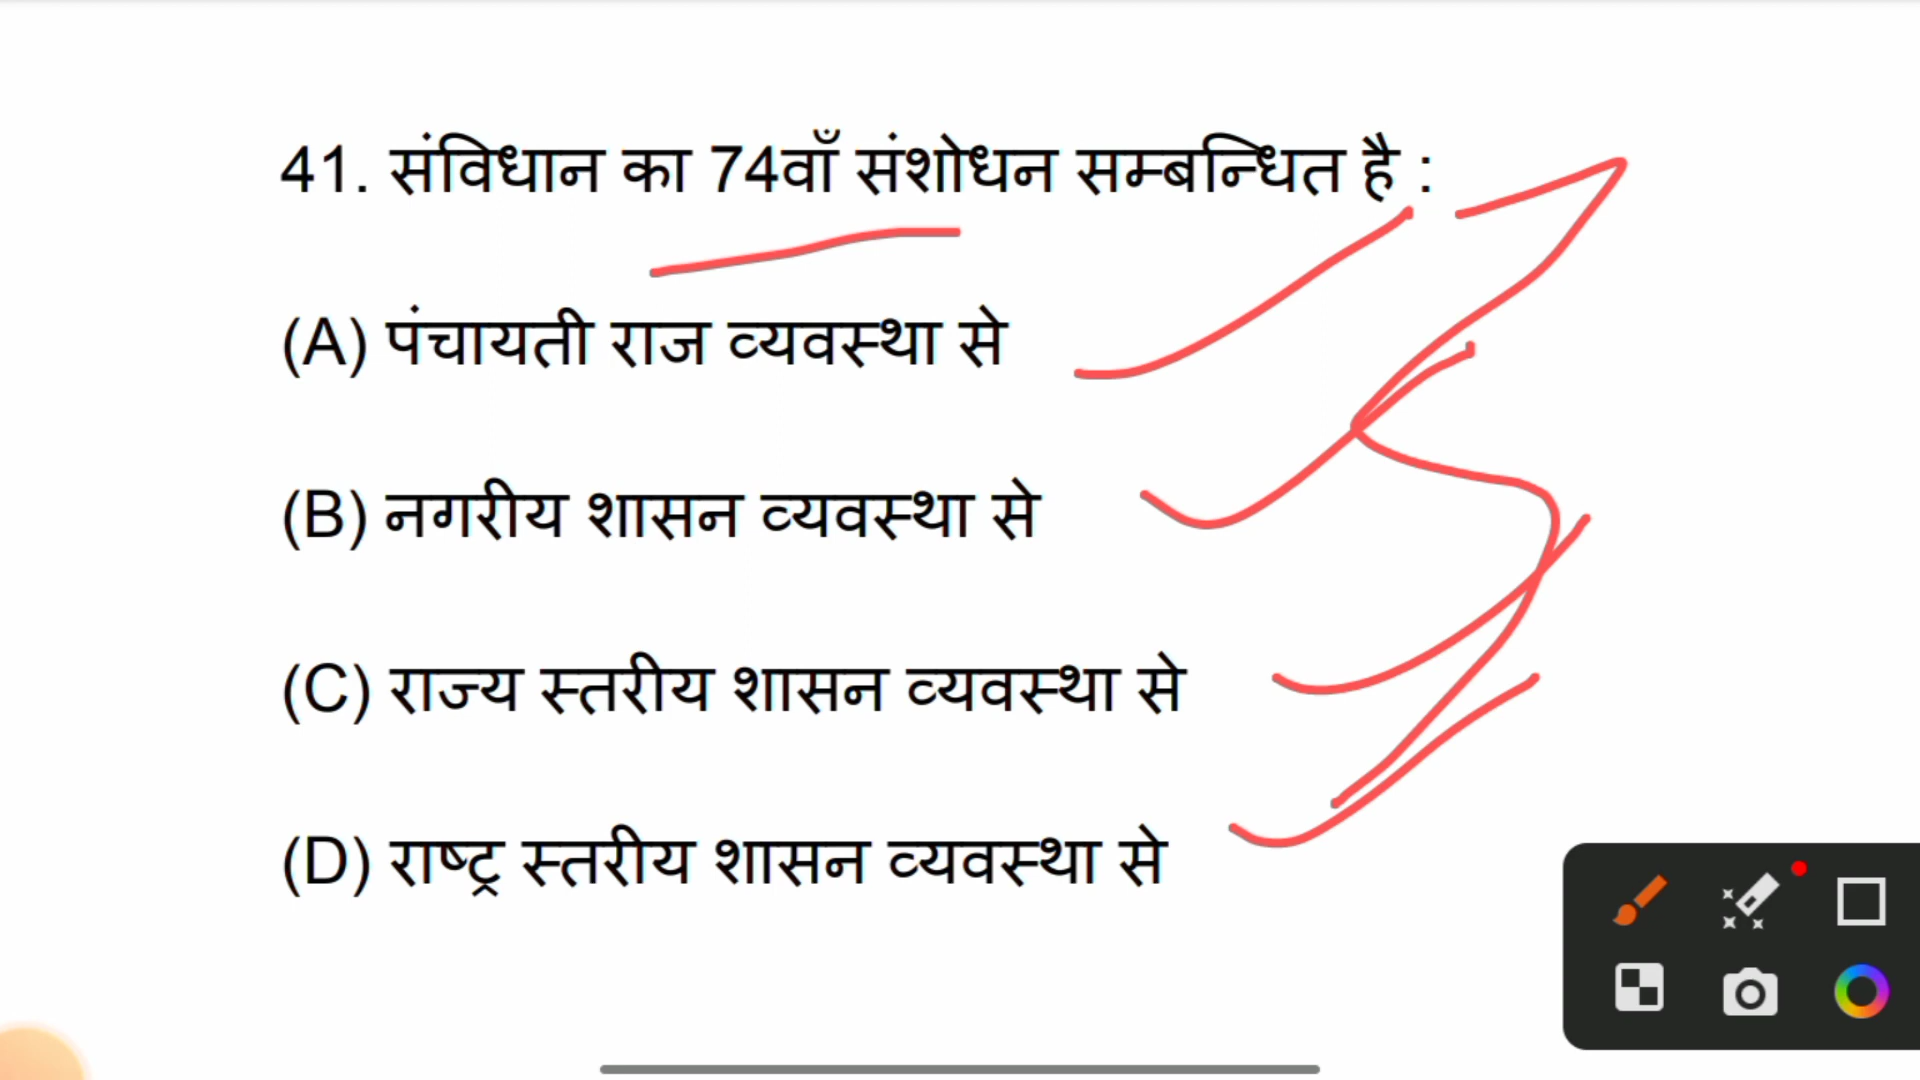 41. संविधान का 74वाँ संशोधन सम्बन्धित है :
(A) पंचायती राज व्यवस्था से
(B) नगरीय शासन व्यवस्था से
(C) राज्य स्तरीय शासन व्यवस्था से
(D) राष्ट्र स्तरीय शासन व्यवस्था से